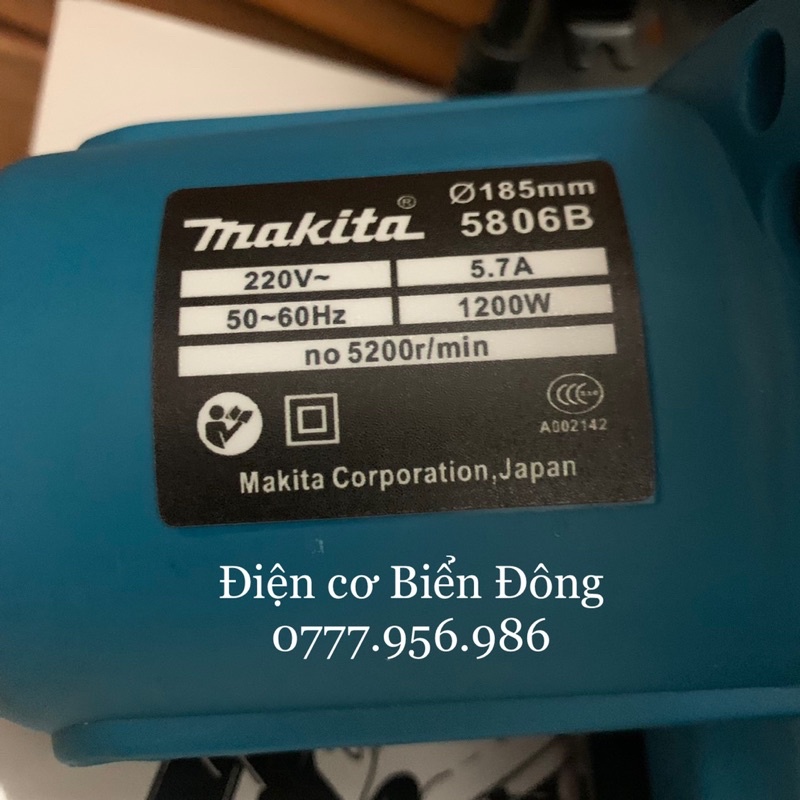 makita®
Ø185mm
5806B
220V~
5.7A
50~60Hz
1200W
no 5200r/min
A002142
Makita Corporation,Japan
Điện cơ Biển Đông
0777.956.986